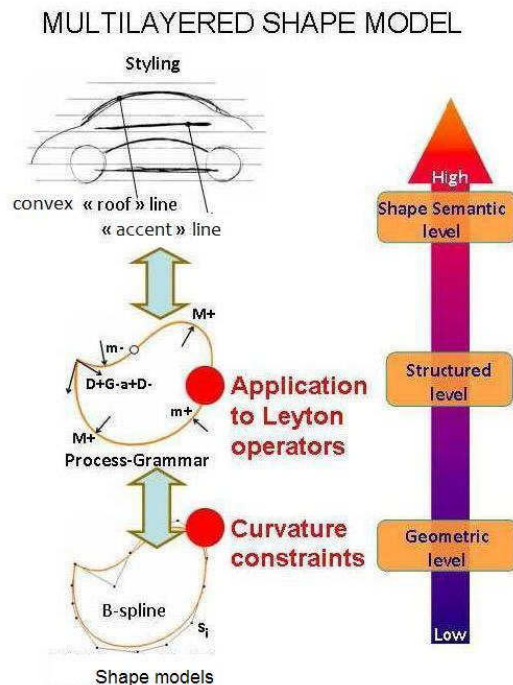 MULTILAYERED SHAPE MODEL
Styling
convex « roof» line
« accent» line
High
Shape Semantic
level
M+
m-
D+G-a+D-
m+
M+
Process-Grammar
Application
to Leyton
operators
Structured
level
Curvature
constraints
Geometric
level
B-spline
Si
Low
Shape models